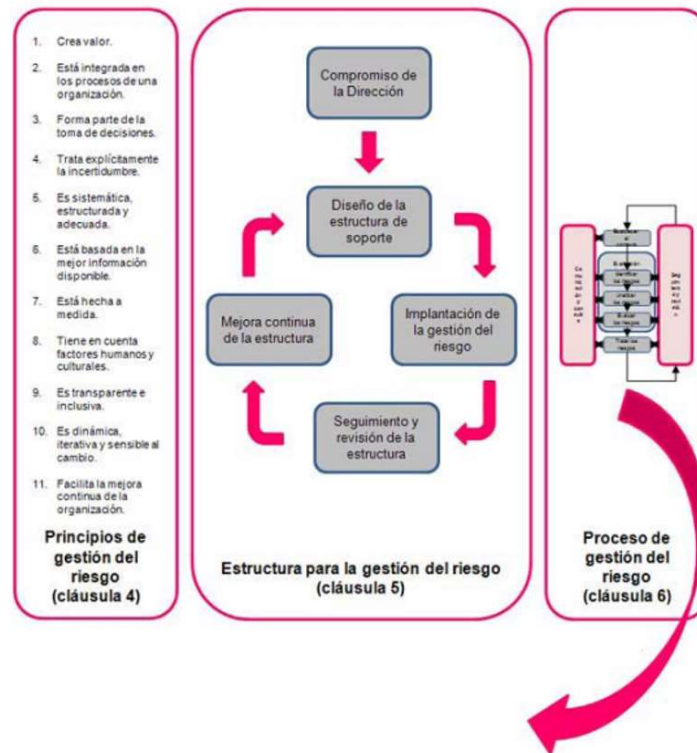 1. Crea valor.
2. Está integrada en
los procesos de una
organización.
3. Forma parte de la
toma de decisiones.
4. Trata explícitamente
la incertidumbre.
5. Es sistemática,
estructurada y
adecuada.
6. Está basada en la
mejor información
disponible.
7. Está hecha a
medida.
8. Tiene en cuenta
factores humanos y
culturales.
9. Es transparente e
inclusiva.
10. Es dinámica,
iterativa y sensible al
cambio.
11. Facilita la mejora
continua de la
organización.
Principios de
gestión del
riesgo
(cláusula 4)
Compromiso de
la Dirección
Diseño de la
estructura de
soporte
Implantación de
la gestión del
riesgo
Seguimiento y
revisión de la
estructura
Mejora continua
de la estructura
Estructura para la gestión del riesgo
(cláusula 5)
Proceso de
gestión del
riesgo
(cláusula 6)